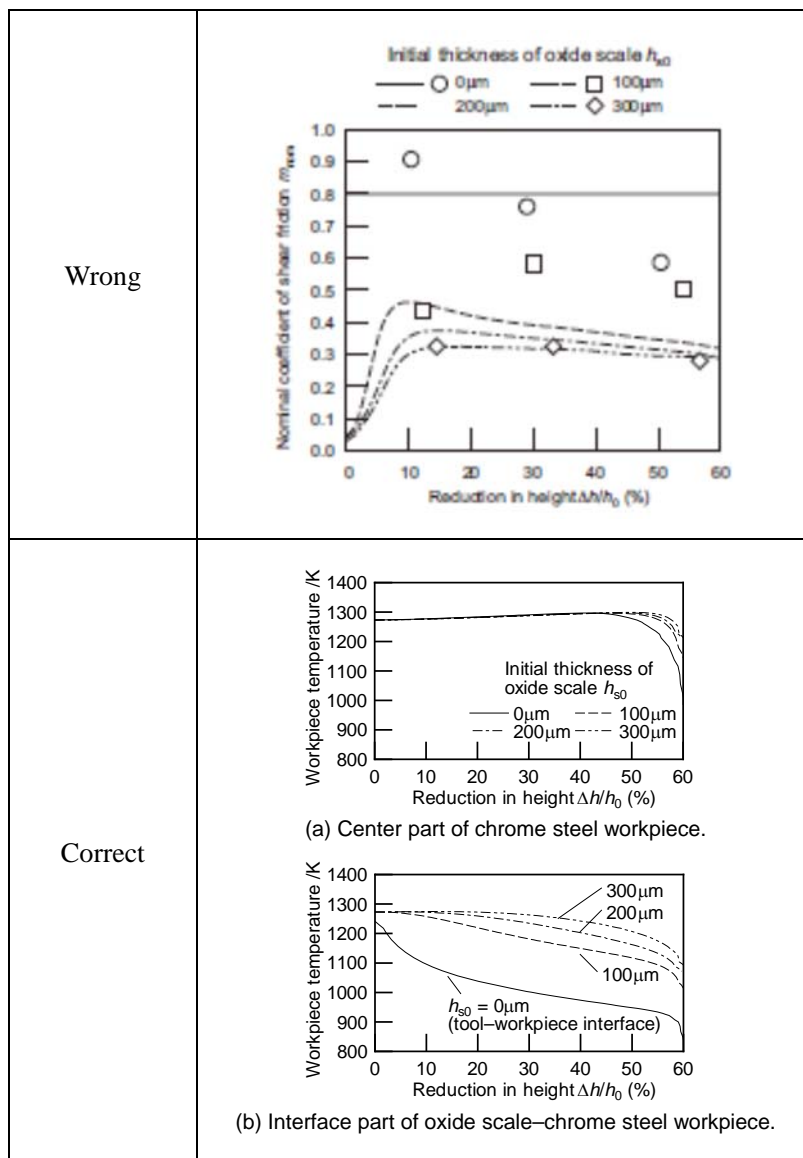 Wrong
Initial thickness of oxide scale hs0
0μm 100μm
200μm 300μm
Nominal coefficient of shear friction mnom
1.0
0.9
0.8
0.7
0.6
0.5
0.4
0.3
0.2
0.1
0.0
0 10 20 30 40 50 60
Reduction in height Δh/h0 (%)
Correct
Workpiece temperature /K
1400
1300
1200
1100
1000
900
800
Initial thickness of
oxide scale hs0
0μm 100μm
200μm 300μm
0 10 20 30 40 50 60
Reduction in height Δh/h0 (%)
(a) Center part of chrome steel workpiece.
Workpiece temperature /K
1400
1300
1200
1100
1000
900
800
300μm
200μm
100μm
hs0 = 0μm
(tool–workpiece interface)
0 10 20 30 40 50 60
Reduction in height Δh/h0 (%)
(b) Interface part of oxide scale–chrome steel workpiece.